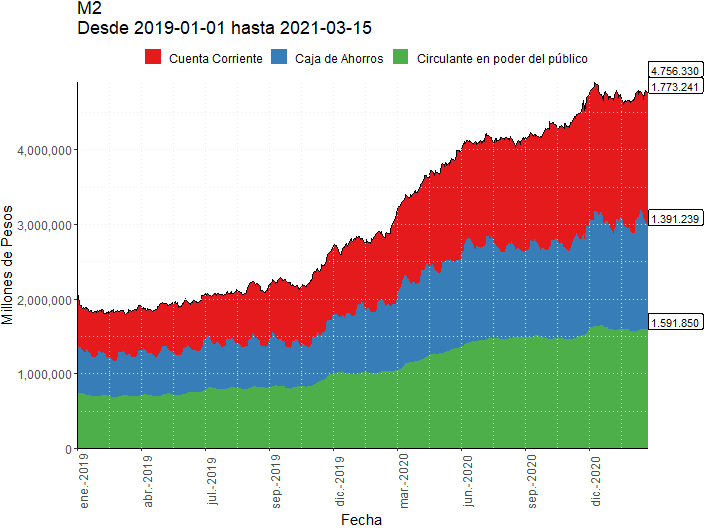 M2
Desde 2019-01-01 hasta 2021-03-15
Cuenta Corriente
Caja de Ahorros
Circulante en poder del público
4.756.330
1.773.241
1.391.239
1.591.850
Millones de Pesos
4,000,000
3,000,000
2,000,000
1,000,000
0
ene.-2019
abr.-2019
jul.-2019
sep.-2019
dic.-2019
mar.-2020
jun.-2020
sep.-2020
dic.-2020
Fecha